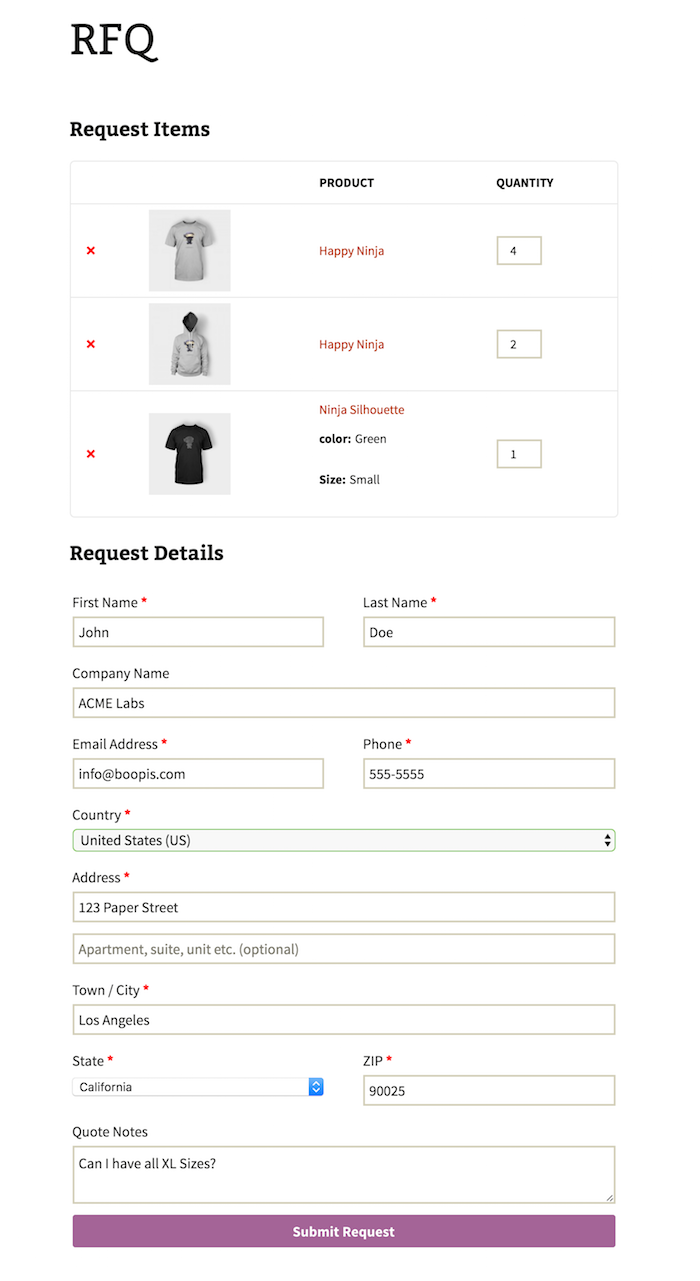 RFQ
Request Items
PRODUCT QUANTITY
× Happy Ninja 4
× Happy Ninja 2
Ninja Silhouette
color: Green
× 1
Size: Small
Request Details
First Name * Last Name *
John Doe
Company Name
ACME Labs
Email Address * Phone *
info@boopis.com 555-5555
Country *
United States (US)
Address *
123 Paper Street
Apartment, suite, unit etc. (optional)
Town / City *
Los Angeles
State * ZIP *
California 90025
Quote Notes
Can I have all XL Sizes?
Submit Request